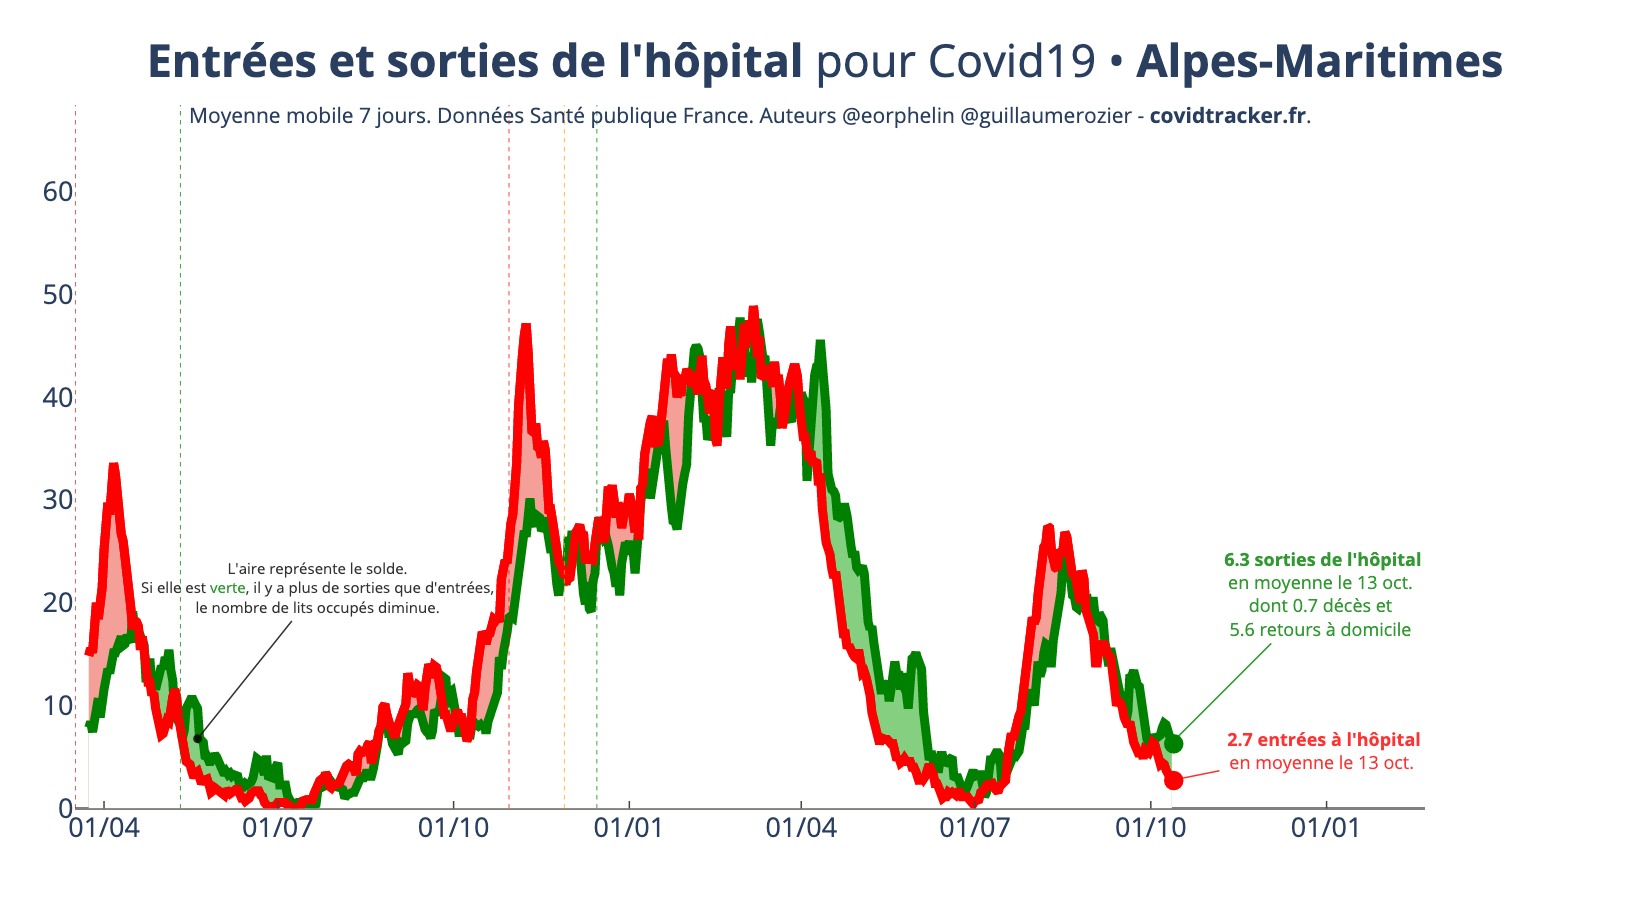 Entrées et sorties de l'hôpital pour Covid19 • Alpes-Maritimes
Moyenne mobile 7 jours. Données Santé publique France. Auteurs @eorphelin @guillaumerozier - covidtracker.fr.
60
50
40
30
20
10
0
L'aire représente le solde.
Si elle est verte, il y a plus de sorties que d'entrées,
le nombre de lits occupés diminue.
6.3 sorties de l'hôpital
en moyenne le 13 oct.
dont 0.7 décès et
5.6 retours à domicile
2.7 entrées à l'hôpital
en moyenne le 13 oct.
01/04 01/07 01/10 01/01 01/04 01/07 01/10 01/01